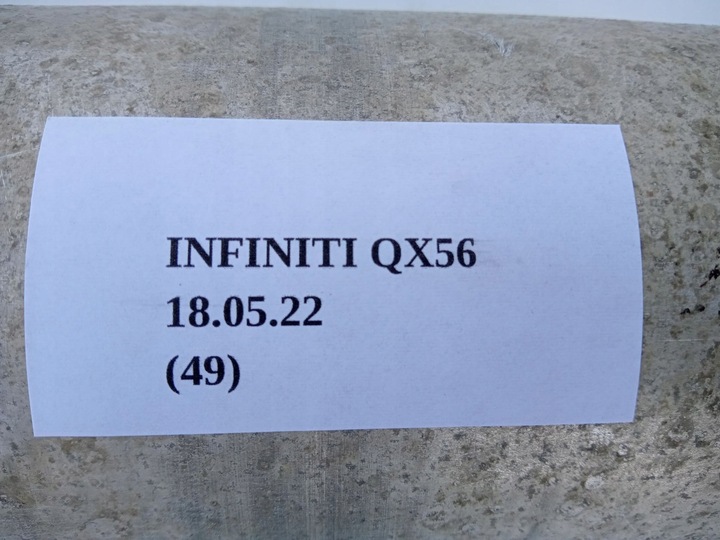 INFINITI QX56
18.05.22
(49)